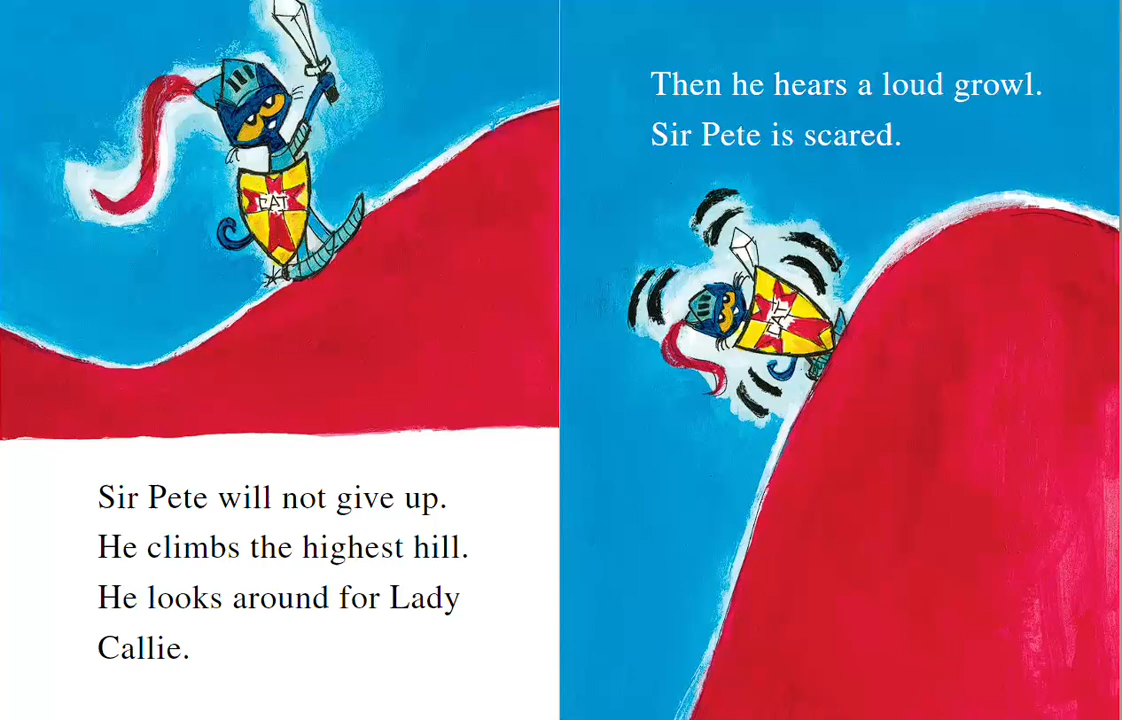 CAT
Sir Pete will not give up.
He climbs the highest hill.
He looks around for Lady
Callie.
Then he hears a loud growl.
Sir Pete is scared.
CAT